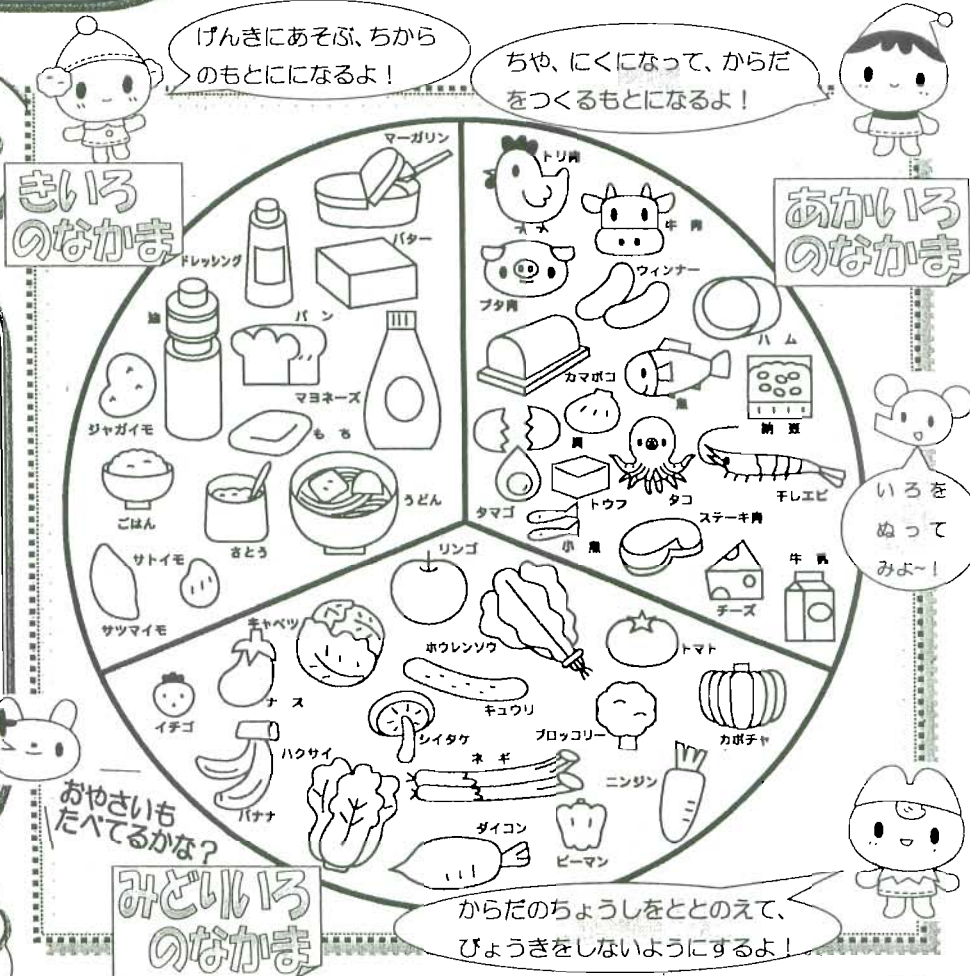 げんきにあそぶ、ちから
のもとにになるよ！
ちや、にくになって、からだ
をつくるもとになるよ！
きいろ
のなかま
あかいろ
のなかま
マーガリン
ドレッシング
バター
油
パン
マヨネーズ
ジャガイモ
もち
ごはん
さとう
うどん
サトイモ
サツマイモ
トリ肉
牛肉
ブタ肉
ウィンナー
ハム
カマボコ
魚
納豆
タマゴ
トウフ
タコ
干しエビ
小魚
ステーキ肉
チーズ
牛乳
いろを
ぬって
みよ～！
リンゴ
キャベツ
ホウレンソウ
トマト
イチゴ
ナス
キュウリ
シイタケ
ブロッコリー
カボチャ
ハクサイ
ネギ
ニンジン
バナナ
ダイコン
ピーマン
おやさいも
たべてるかな？
みどりいろ
のなかま
からだのちょうしをととのえて、
びょうきをしないようにするよ！